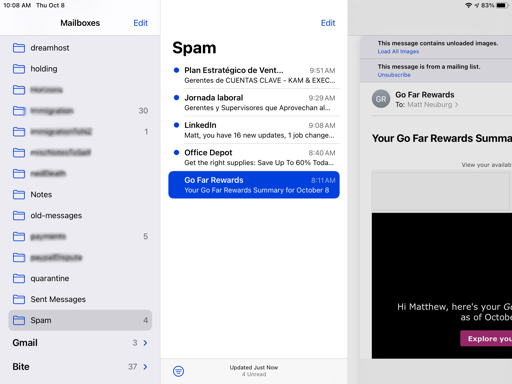 10:08 AM Thu Oct 8
83%
Mailboxes
Edit
dreamhost
holding
30
1
Notes
old-messages
5
quarantine
Sent Messages
Spam 4
Gmail 3
Bite 37
Edit
Spam
Plan Estratégico de Vent... 9:51 AM
Gerentes de CUENTAS CLAVE - KAM & EXEC...
Jornada laboral 9:29 AM
Gerentes y Supervisores que Aprovechan al...
LinkedIn 9:08 AM
Matt, you have 16 new updates, 1 job change...
Office Depot 8:40 AM
Get the right supplies: Save Up To 60% Toda...
Go Far Rewards 8:11 AM
Your Go Far Rewards Summary for October 8
Updated Just Now
4 Unread
This message contains unloaded images.
Load All Images
This message is from a mailing list.
Unsubscribe
GR
Go Far Rewards
To: Matt Neuburg
Your Go Far Rewards Summa
View your availab
Hi Matthew, here's your Go
as of Octobe
Explore you